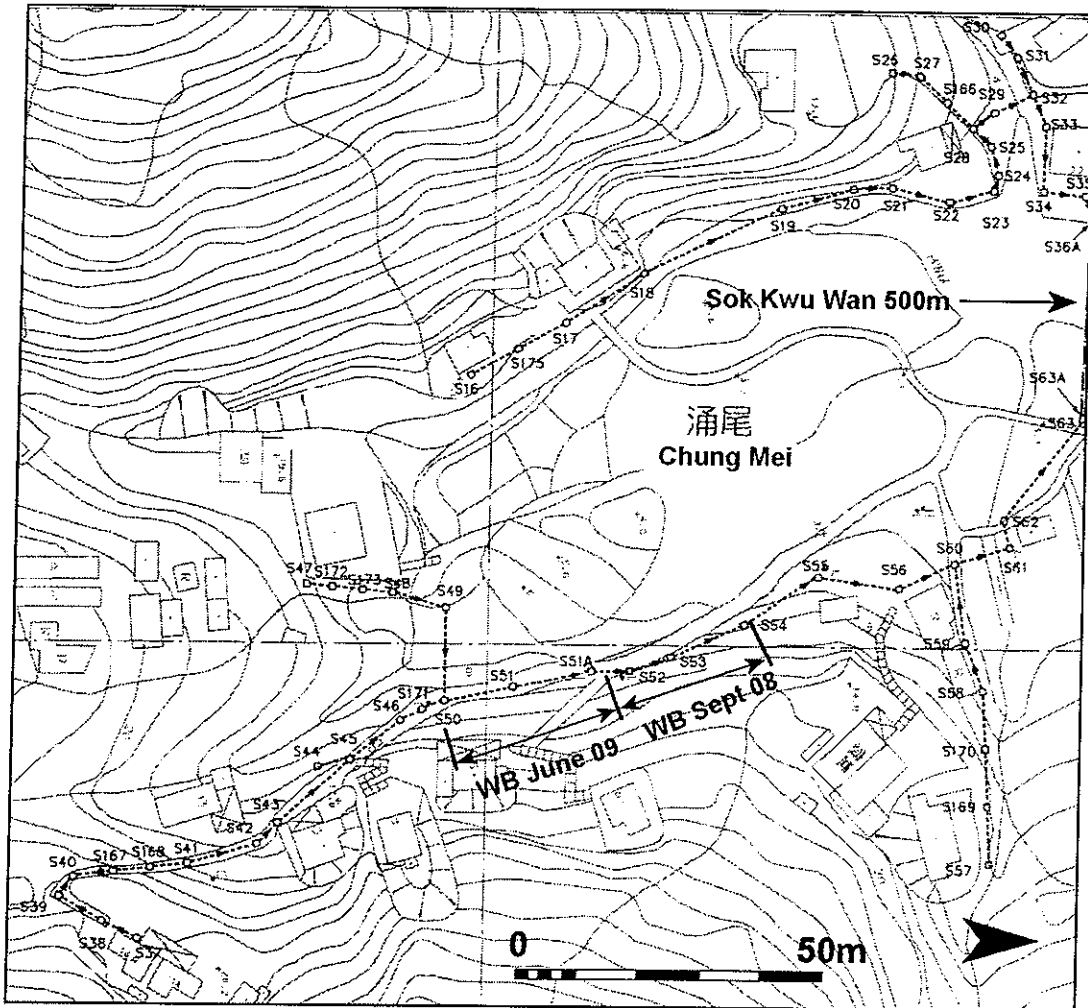 S30
S31
S26
S27
S166
S29
S32
S33
S28
S25
S24
S35
S20
S21
S22
S23
S34
S19
S36A
S18
Sok Kwu Wan 500m
S17
S175
S16
S63A
S63
涌尾
Chung Mei
S62
S60
S61
S47
S172
S173
S48
S49
S55
S56
S54
S59
S51A
S53
S52
S51
S58
S171
S50
S46
WB June 09
WB Sept 08
S45
S44
S170
S43
S42
S169
S40
S167
S168
S41
S57
S39
S38
0
50m